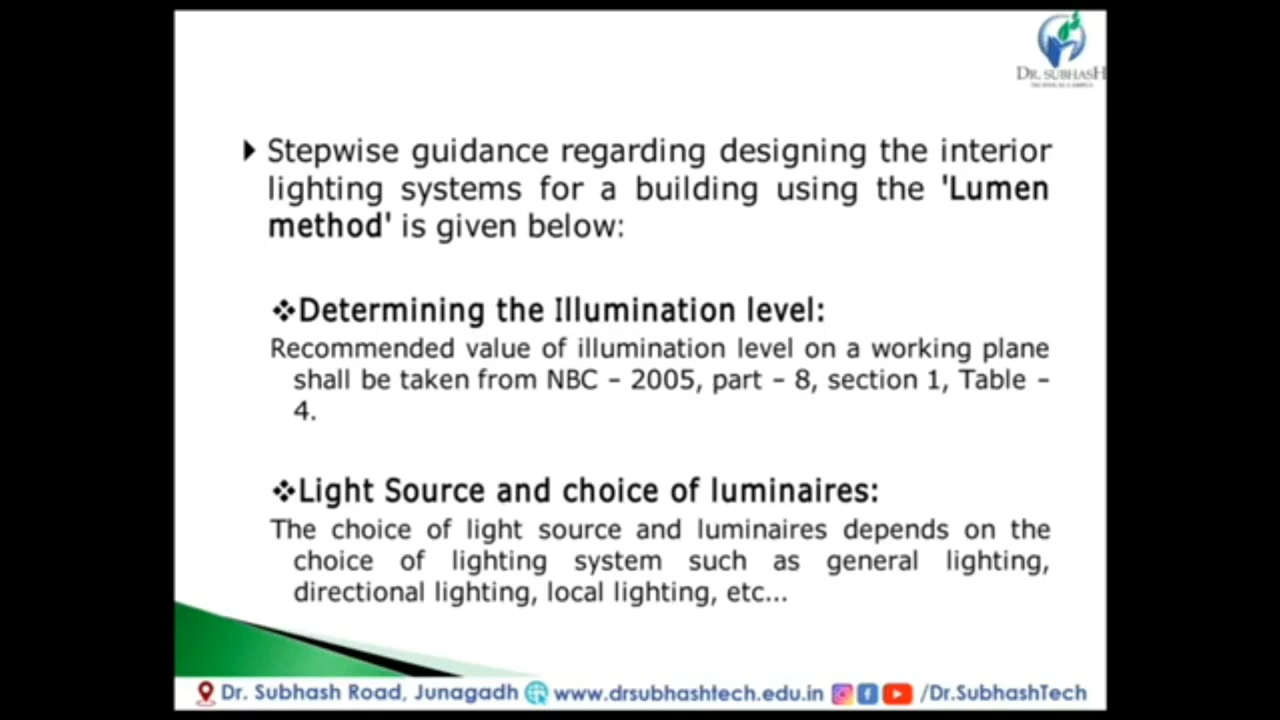 DR. SUBHASH
Stepwise guidance regarding designing the interior
lighting systems for a building using the 'Lumen
method' is given below:
❖Determining the Illumination level:
Recommended value of illumination level on a working plane
shall be taken from NBC – 2005, part – 8, section 1, Table –
4.
❖Light Source and choice of luminaires:
The choice of light source and luminaires depends on the
choice of lighting system such as general lighting,
directional lighting, local lighting, etc...
Dr. Subhash Road, Junagadh www.drsubhashtech.edu.in /Dr.SubhashTech